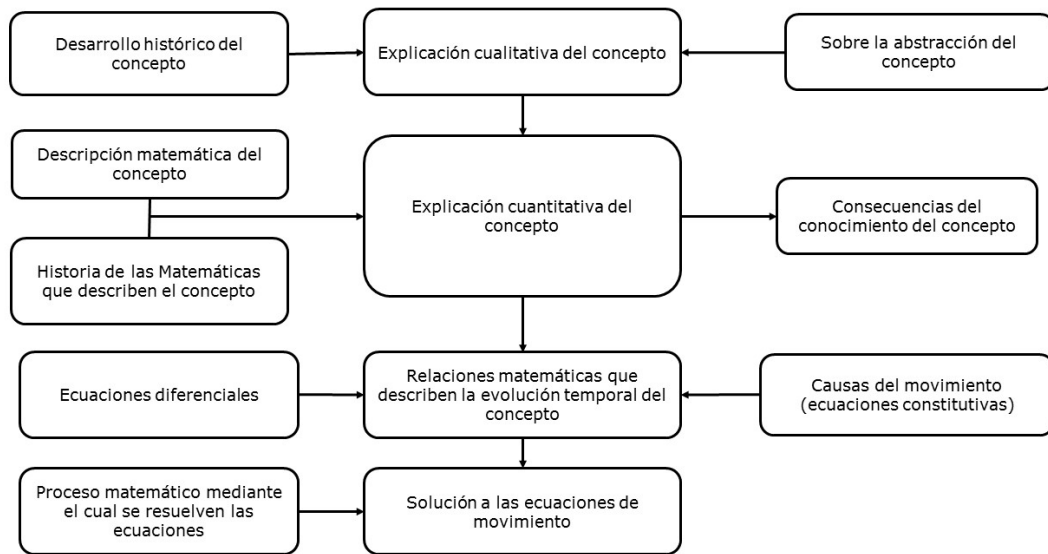 Desarrollo histórico del
concepto
Explicación cualitativa del concepto
Sobre la abstracción del
concepto
Descripción matemática del
concepto
Explicación cuantitativa del
concepto
Consecuencias del
conocimiento del concepto
Historia de las Matemáticas
que describen el concepto
Ecuaciones diferenciales
Relaciones matemáticas que
describen la evolución temporal del
concepto
Causas del movimiento
(ecuaciones constitutivas)
Proceso matemático mediante
el cual se resuelven las
ecuaciones
Solución a las ecuaciones de
movimiento